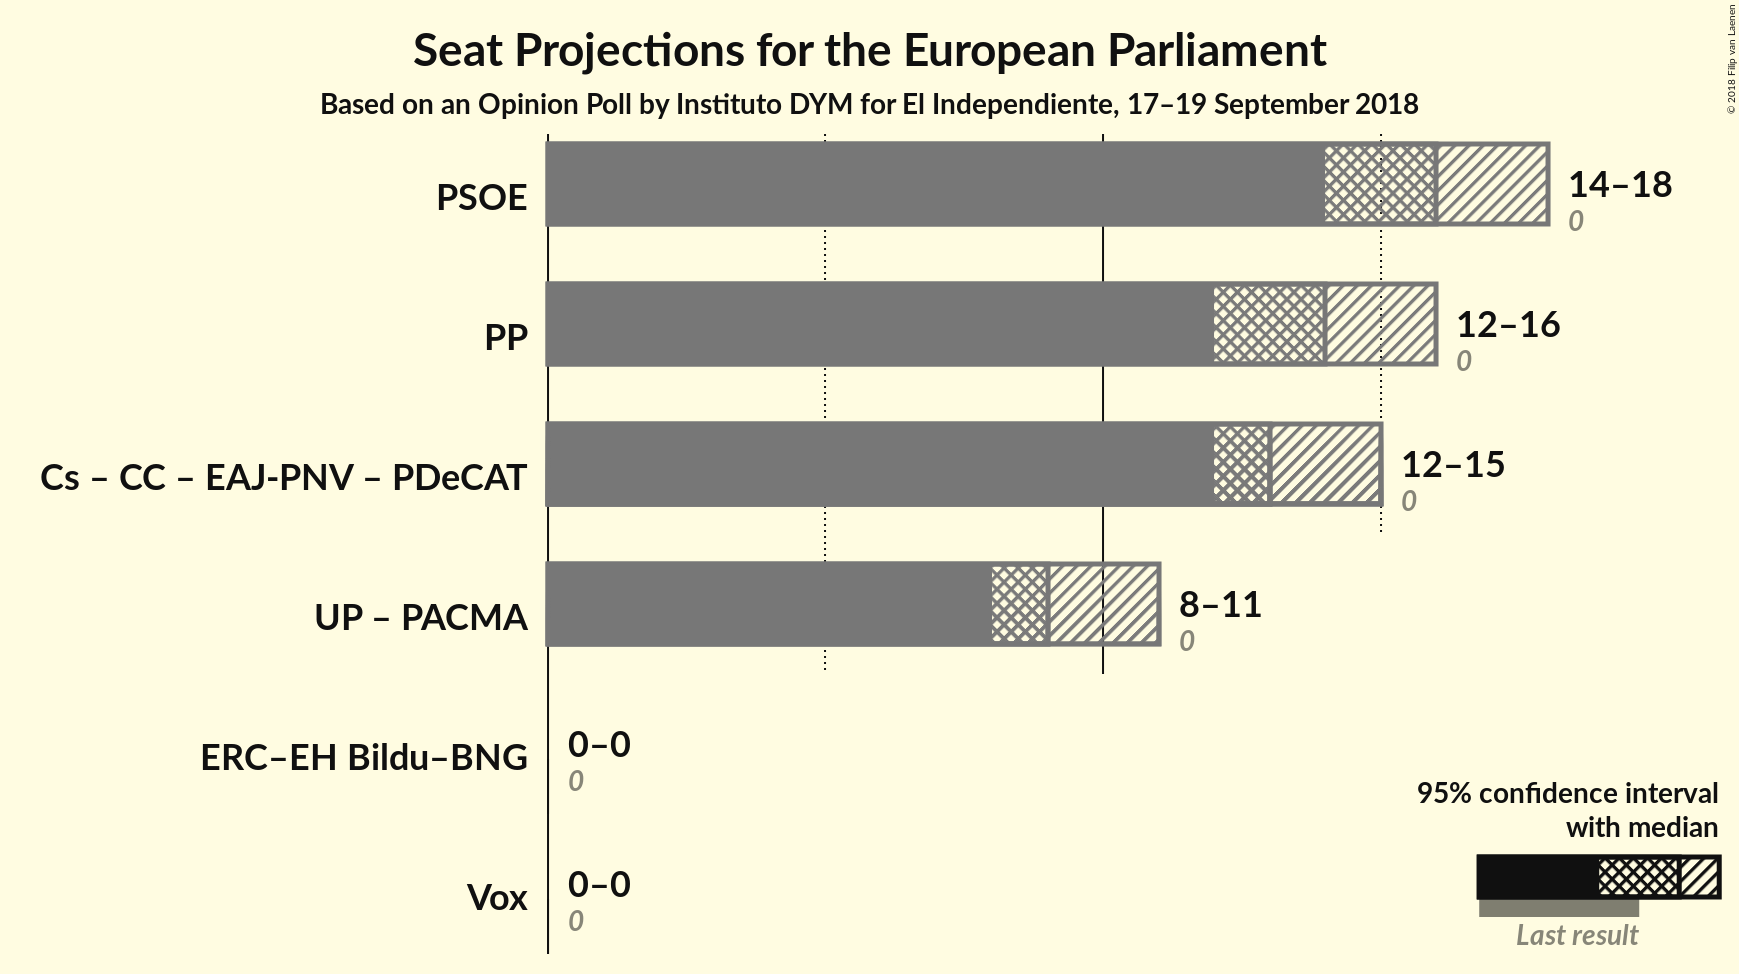 Seat Projections for the European Parliament
Based on an Opinion Poll by Instituto DYM for El Independiente, 17–19 September 2018
© 2018 Filip van Laenen
PSOE
14–18
0
PP
12–16
0
Cs – CC – EAJ-PNV – PDeCAT
12–15
0
UP – PACMA
8–11
0
ERC–EH Bildu–BNG
0–0
0
Vox
0–0
0
95% confidence interval
with median
Last result